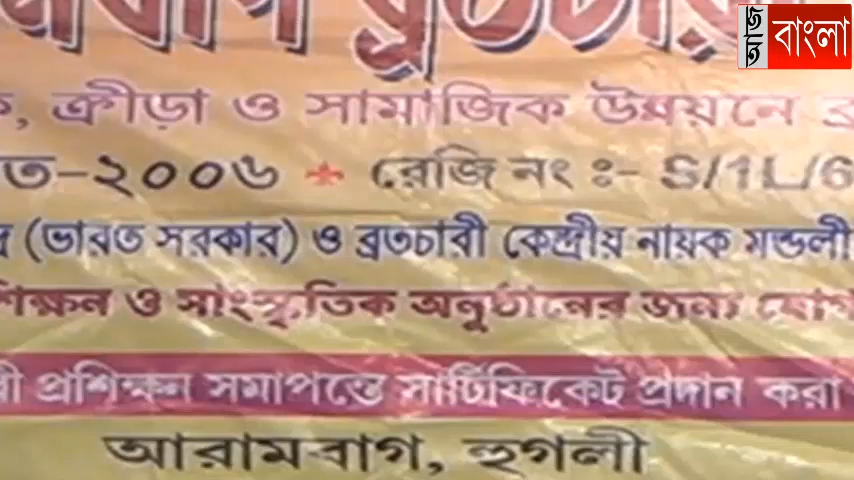 আজ বাংলা
ব্রতচারী
ক, ক্রীড়া ও সামাজিক উন্নয়নে ব্র
ত-২০০৬ রেজি নং ঃ- S/1L/6
দ্র (ভারত সরকার) ও ব্রতচারী কেন্দ্রীয় নায়ক মন্ডলী
শিক্ষন ও সাংস্কৃতিক অনুষ্ঠানের জন্য যোগ
রী প্রশিক্ষন সমাপন্তে সার্টিফিকেট প্রদান করা
আরামবাগ, হুগলী